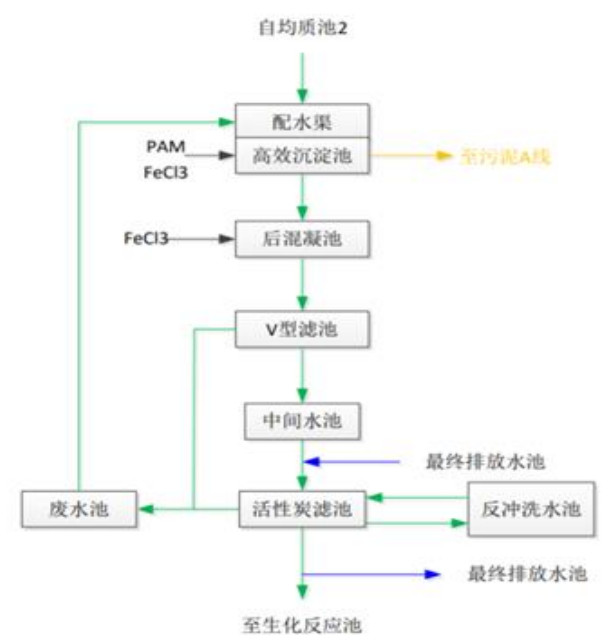 自均质池2
配水渠
PAM
FeCl3
高效沉淀池
至污泥A线
FeCl3
后混凝池
V型滤池
中间水池
最终排放水池
废水池
活性炭滤池
反冲洗水池
最终排放水池
至生化反应池